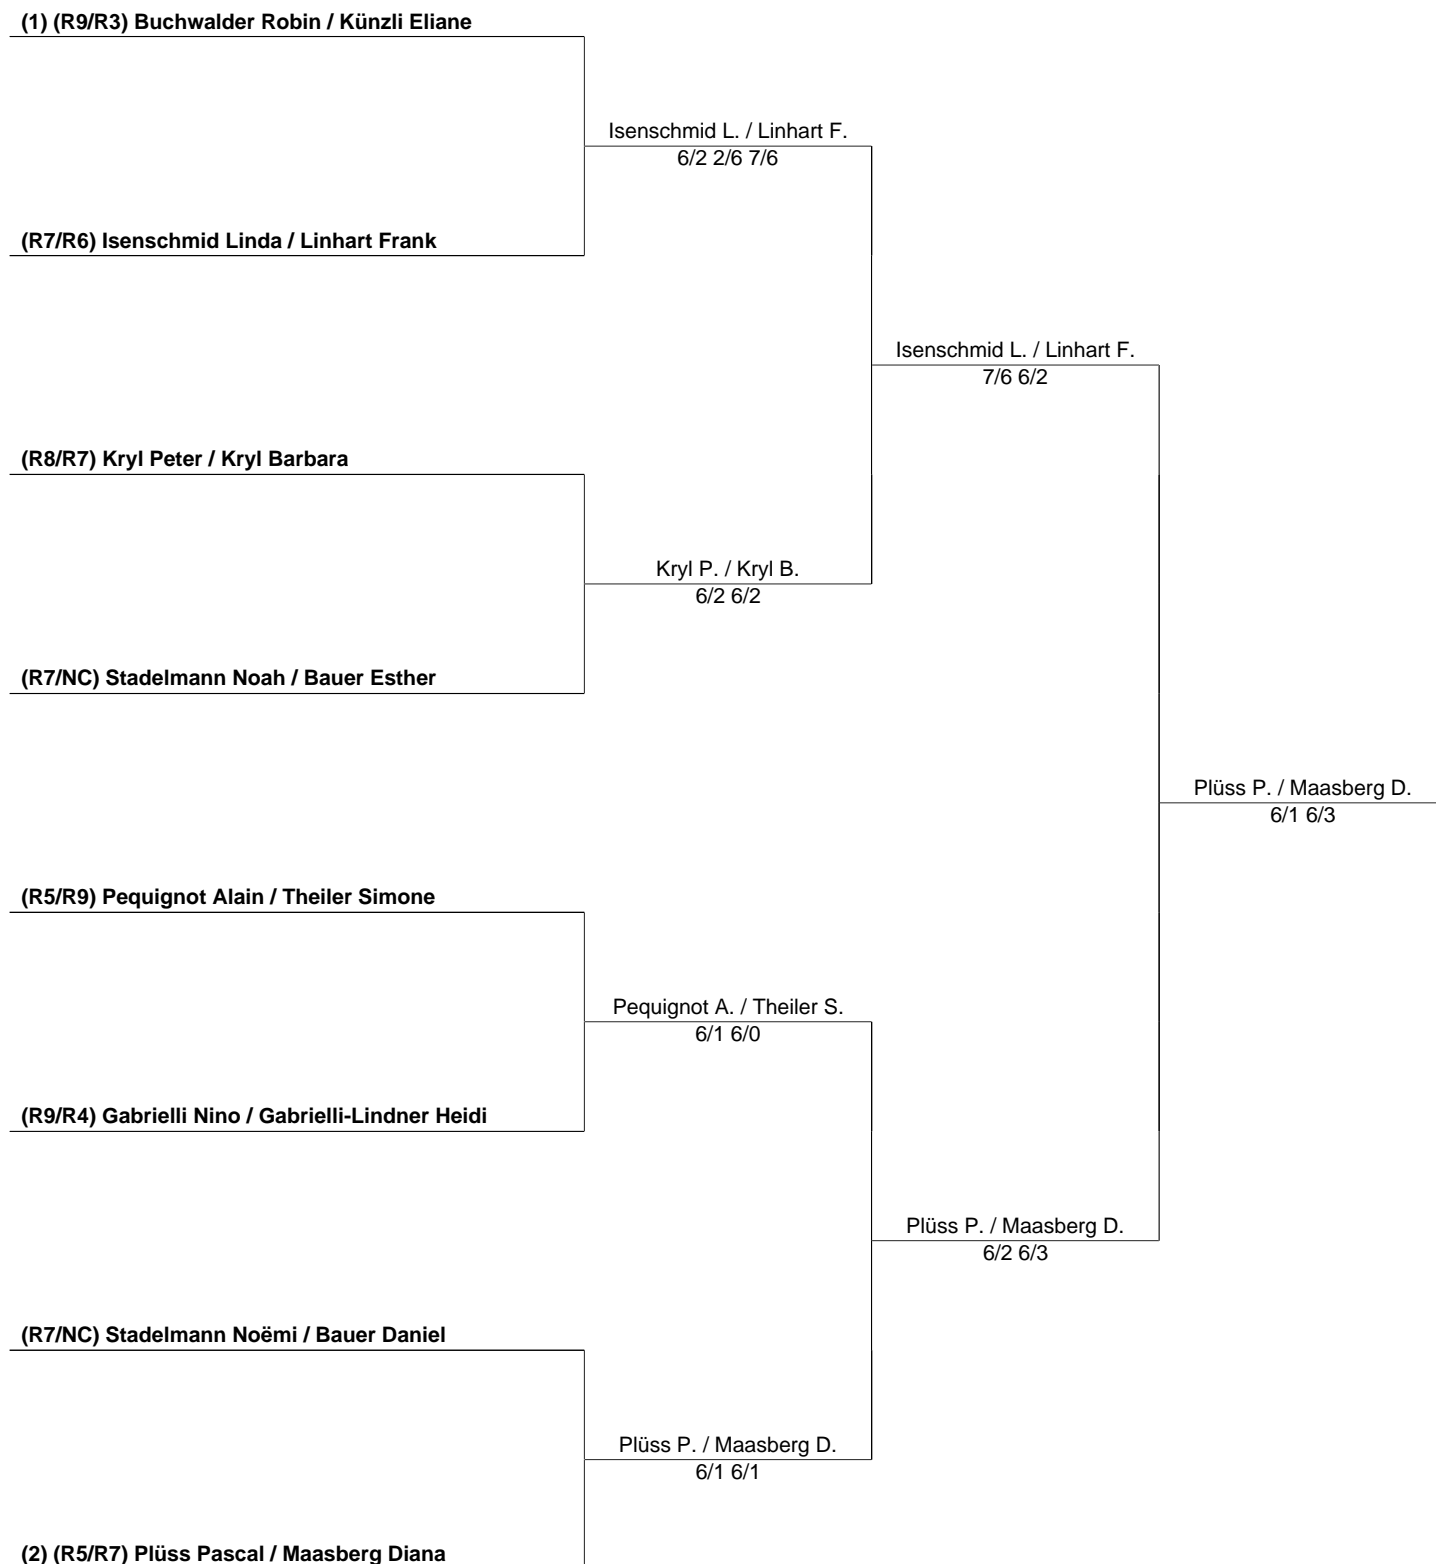 (1) (R9/R3) Buchwalder Robin / Künzli Eliane
Isenschmid L. / Linhart F.
6/2 2/6 7/6
(R7/R6) Isenschmid Linda / Linhart Frank
Isenschmid L. / Linhart F.
7/6 6/2
(R8/R7) Kryl Peter / Kryl Barbara
Kryl P. / Kryl B.
6/2 6/2
(R7/NC) Stadelmann Noah / Bauer Esther
Plüss P. / Maasberg D.
6/1 6/3
(R5/R9) Pequignot Alain / Theiler Simone
Pequignot A. / Theiler S.
6/1 6/0
(R9/R4) Gabrielli Nino / Gabrielli-Lindner Heidi
Plüss P. / Maasberg D.
6/2 6/3
(R7/NC) Stadelmann Noëmi / Bauer Daniel
Plüss P. / Maasberg D.
6/1 6/1
(2) (R5/R7) Plüss Pascal / Maasberg Diana